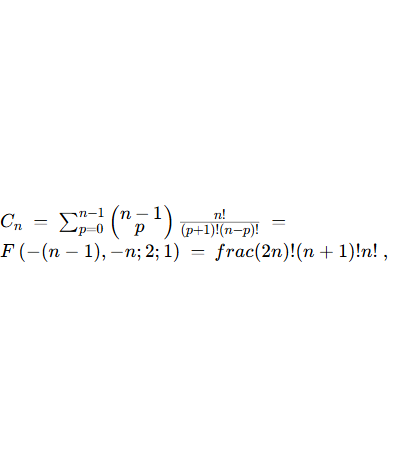 $C_n = \sum_{p=0}^{n-1} \binom{n-1}{p} \frac{n!}{(p+1)!(n-p)!} =$
$F(-(n-1), -n; 2; 1) = frac(2n)!(n+1)!n!\ ,$